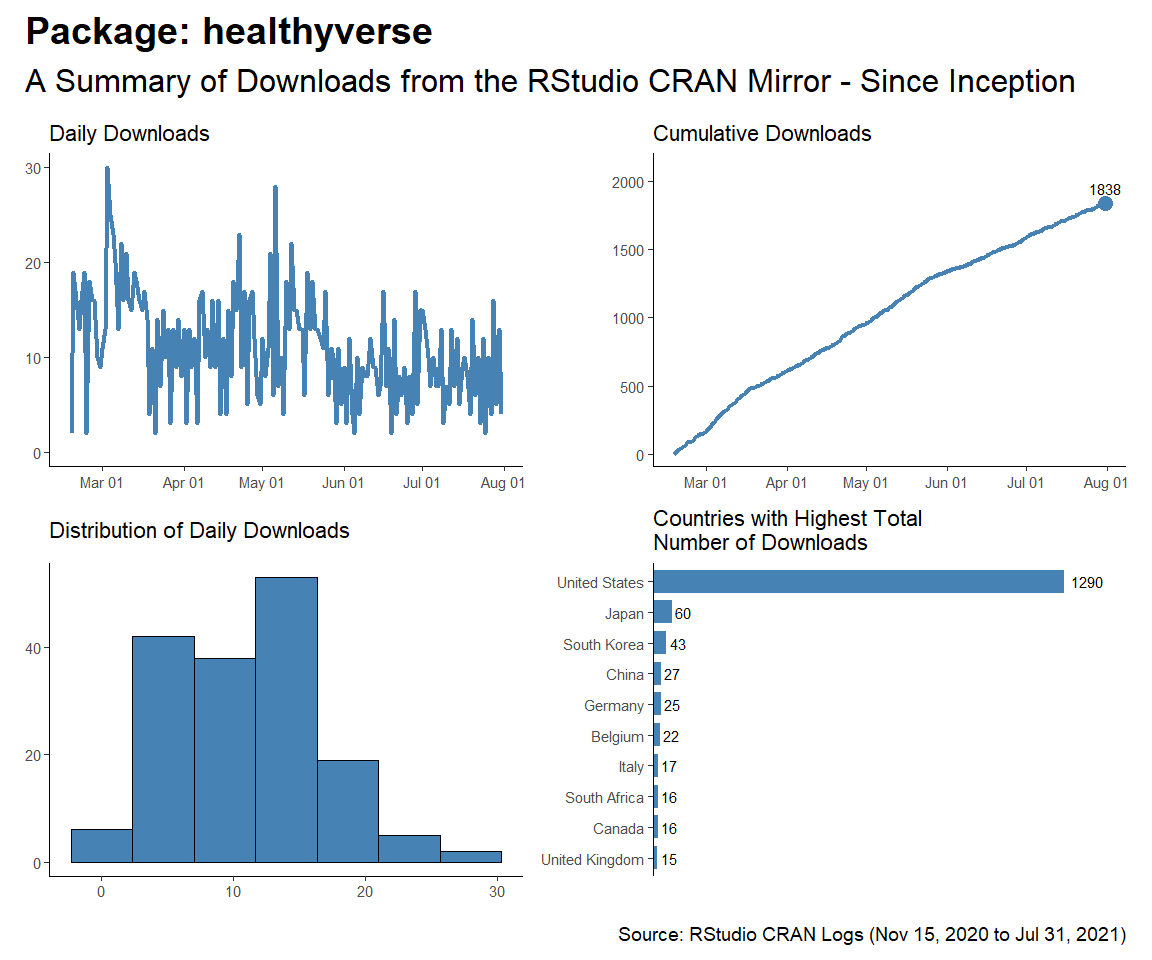 Package: healthyverse
A Summary of Downloads from the RStudio CRAN Mirror - Since Inception
Daily Downloads
30
20
10
0
Mar 01 Apr 01 May 01 Jun 01 Jul 01 Aug 01
Cumulative Downloads
2000
1500
1000
500
0
1838
Mar 01 Apr 01 May 01 Jun 01 Jul 01 Aug 01
Distribution of Daily Downloads
40
20
0
0 10 20 30
Countries with Highest Total
Number of Downloads
United States 1290
Japan 60
South Korea 43
China 27
Germany 25
Belgium 22
Italy 17
South Africa 16
Canada 16
United Kingdom 15
Source: RStudio CRAN Logs (Nov 15, 2020 to Jul 31, 2021)